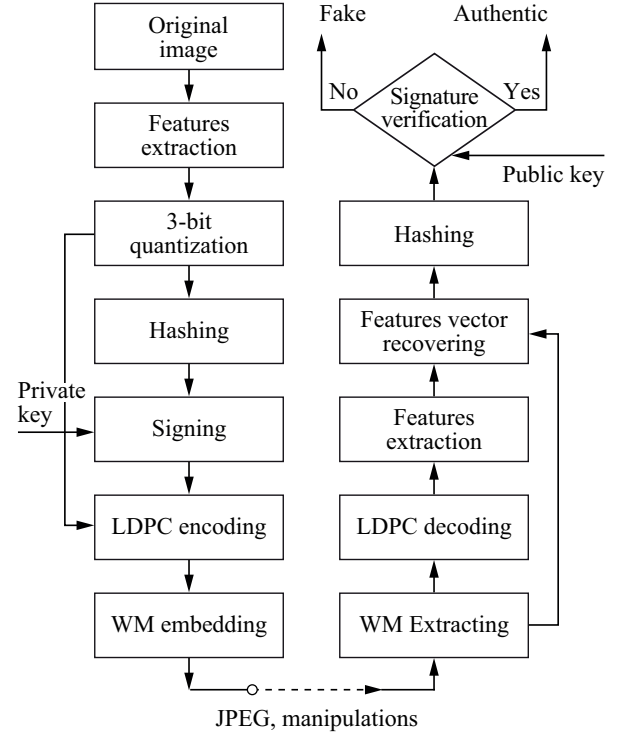 Original
image
Features
extraction
3-bit
quantization
Hashing
Private
key
Signing
LDPC encoding
WM embedding
JPEG, manipulations
WM Extracting
LDPC decoding
Features
extraction
Features vector
recovering
Hashing
Public key
Signature
verification
No
Yes
Fake
Authentic